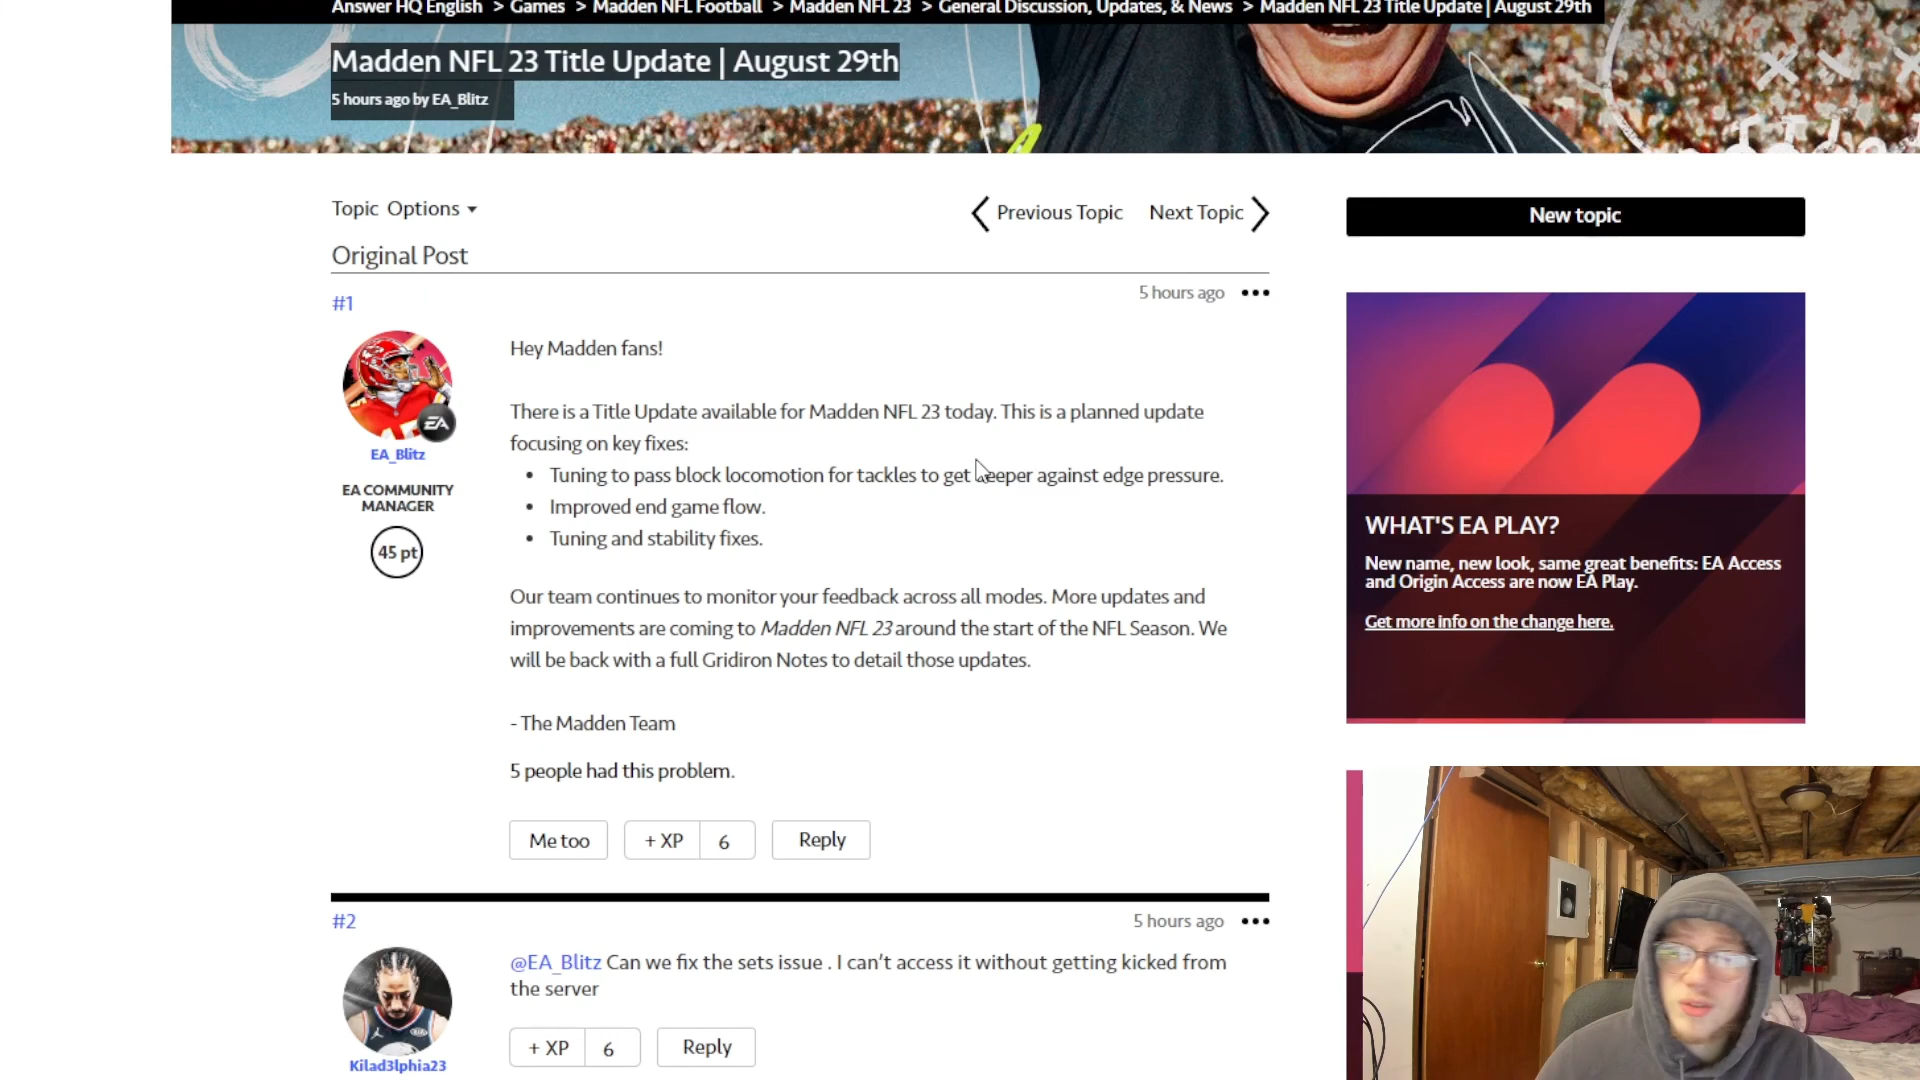 Answer HQ English > Games > Madden NFL Football > Madden NFL 23 > General Discussion, Updates, & News > Madden NFL 23 Title Update | August 29th
Madden NFL 23 Title Update | August 29th
5 hours ago by EA_Blitz
Topic Options
Previous Topic
Next Topic
New topic
Original Post
#1
5 hours ago
EA
EA_Blitz
EA COMMUNITY
MANAGER
45 pt
Hey Madden fans!
There is a Title Update available for Madden NFL 23 today. This is a planned update
focusing on key fixes:
• Tuning to pass block locomotion for tackles to get deeper against edge pressure.
• Improved end game flow.
• Tuning and stability fixes.
Our team continues to monitor your feedback across all modes. More updates and
improvements are coming to Madden NFL 23 around the start of the NFL Season. We
will be back with a full Gridiron Notes to detail those updates.
- The Madden Team
5 people had this problem.
Me too
+ XP 6
Reply
WHAT'S EA PLAY?
New name, new look, same great benefits: EA Access
and Origin Access are now EA Play.
Get more info on the change here.
#2
5 hours ago
Kilad3lphia23
@EA_Blitz Can we fix the sets issue . I can't access it without getting kicked from
the server
+ XP 6
Reply